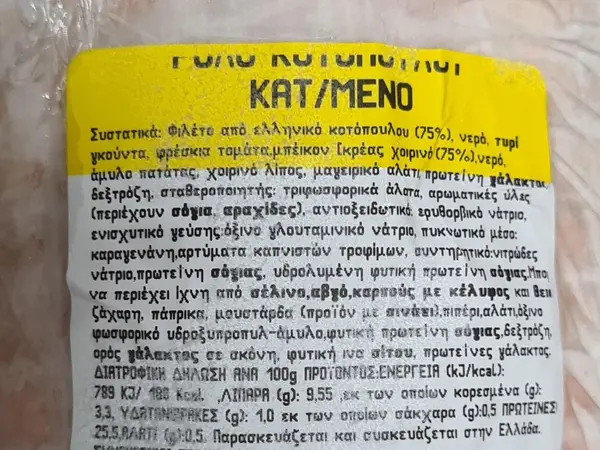 ΡΟΛΟ ΚΟΤΟΠΟΥΛΟΥ
ΚΑΤ/ΜΕΝΟ
Συστατικά: Φιλέτο από ελληνικό κοτόπουλου (75%), νερό, τυρί
γκούντα, φρέσκια τομάτα,μπέικον [κρέας χοιρινό (75%),νερό,
άμυλο πατάτας, χοιρινό λίπος, μαγειρικό αλάτι,πρωτεΐνη γάλακτος
δεξτρόζη, σταθεροποιητής: τριφωσφορικά άλατα, αρωματικές ύλες
(περιέχουν σόγια, αραχίδες), αντιοξειδωτικό: ερυθορβικό νάτριο,
ενισχυτικό γεύσης:όξινο γλουταμινικό νάτριο, πυκνωτικό μέσο:
καραγενάνη,αρτύματα καπνιστών τροφίμων, συντηρητικό:νιτρώδες
νάτριο,πρωτεΐνη σόγιας, υδρολυμένη φυτική πρωτεΐνη σόγιας.Μπο
να περιέχει ίχνη από σέλινο,αβγό,καρπούς με κέλυφος και θει
ζάχαρη, πάπρικα, μουστάρδα (προϊόν με σινάπι),πιπέρι,αλάτι,όξινο
φωσφορικό υδροξυπροπυλ-άμυλο,φυτική πρωτεΐνη σόγιας,δεξτρόζη,
ορός γάλακτος σε σκόνη, φυτική ινα σίτου, πρωτεΐνες γάλακτος.
ΔΙΑΤΡΟΦΙΚΗ ΔΗΛΩΣΗ ΑΝΑ 100g ΠΡΟΪΟΝΤΟΣ:ΕΝΕΡΓΕΙΑ (kJ/kcal):
789 KJ/ Kcal. ,ΛΙΠΑΡΑ (g): 9,55 ,εκ των οποίων κορεσμένα (g):
3,3, ΥΔΑΤΑΝΘΡΑΚΕΣ (g): 1,0 εκ των οποίων σάκχαρα (g):0,5 ΠΡΩΤΕΙΝΕΣ
25,5,ΑΛΑΤΙ (g):0,5. Παρασκευάζεται και συσκευάζεται στην Ελλάδα.